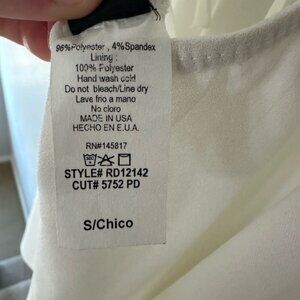 96% Polyester, 4% Spandex
Lining:
100% Polyester
Hand wash cold
Do not bleach/Line dry
Lave frio a mano
No cloro
MADE IN USA
HECHO EN E.U.A.
RN#145817
STYLE# RD12142
CUT# 5752 PD
S/Chico